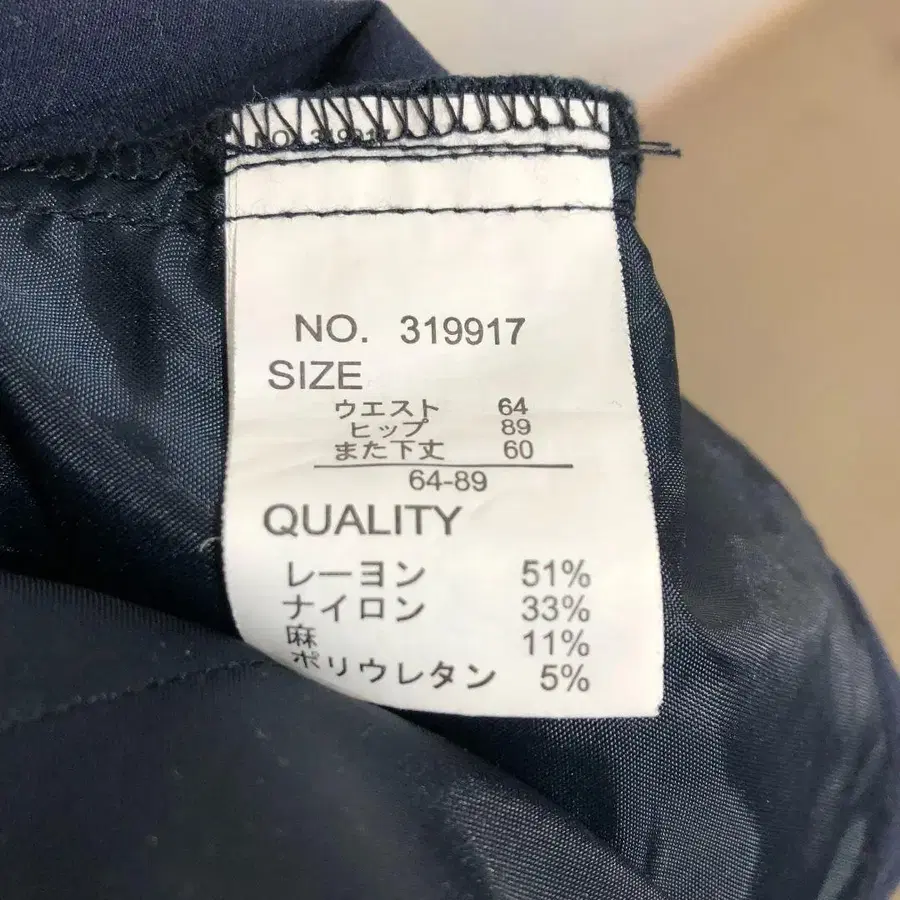 NO. 319917
NO. 319917
SIZE
ウエスト 64
ヒップ 89
また下丈 60
64-89
QUALITY
レーヨン 51%
ナイロン 33%
麻 11%
ポリウレタン 5%